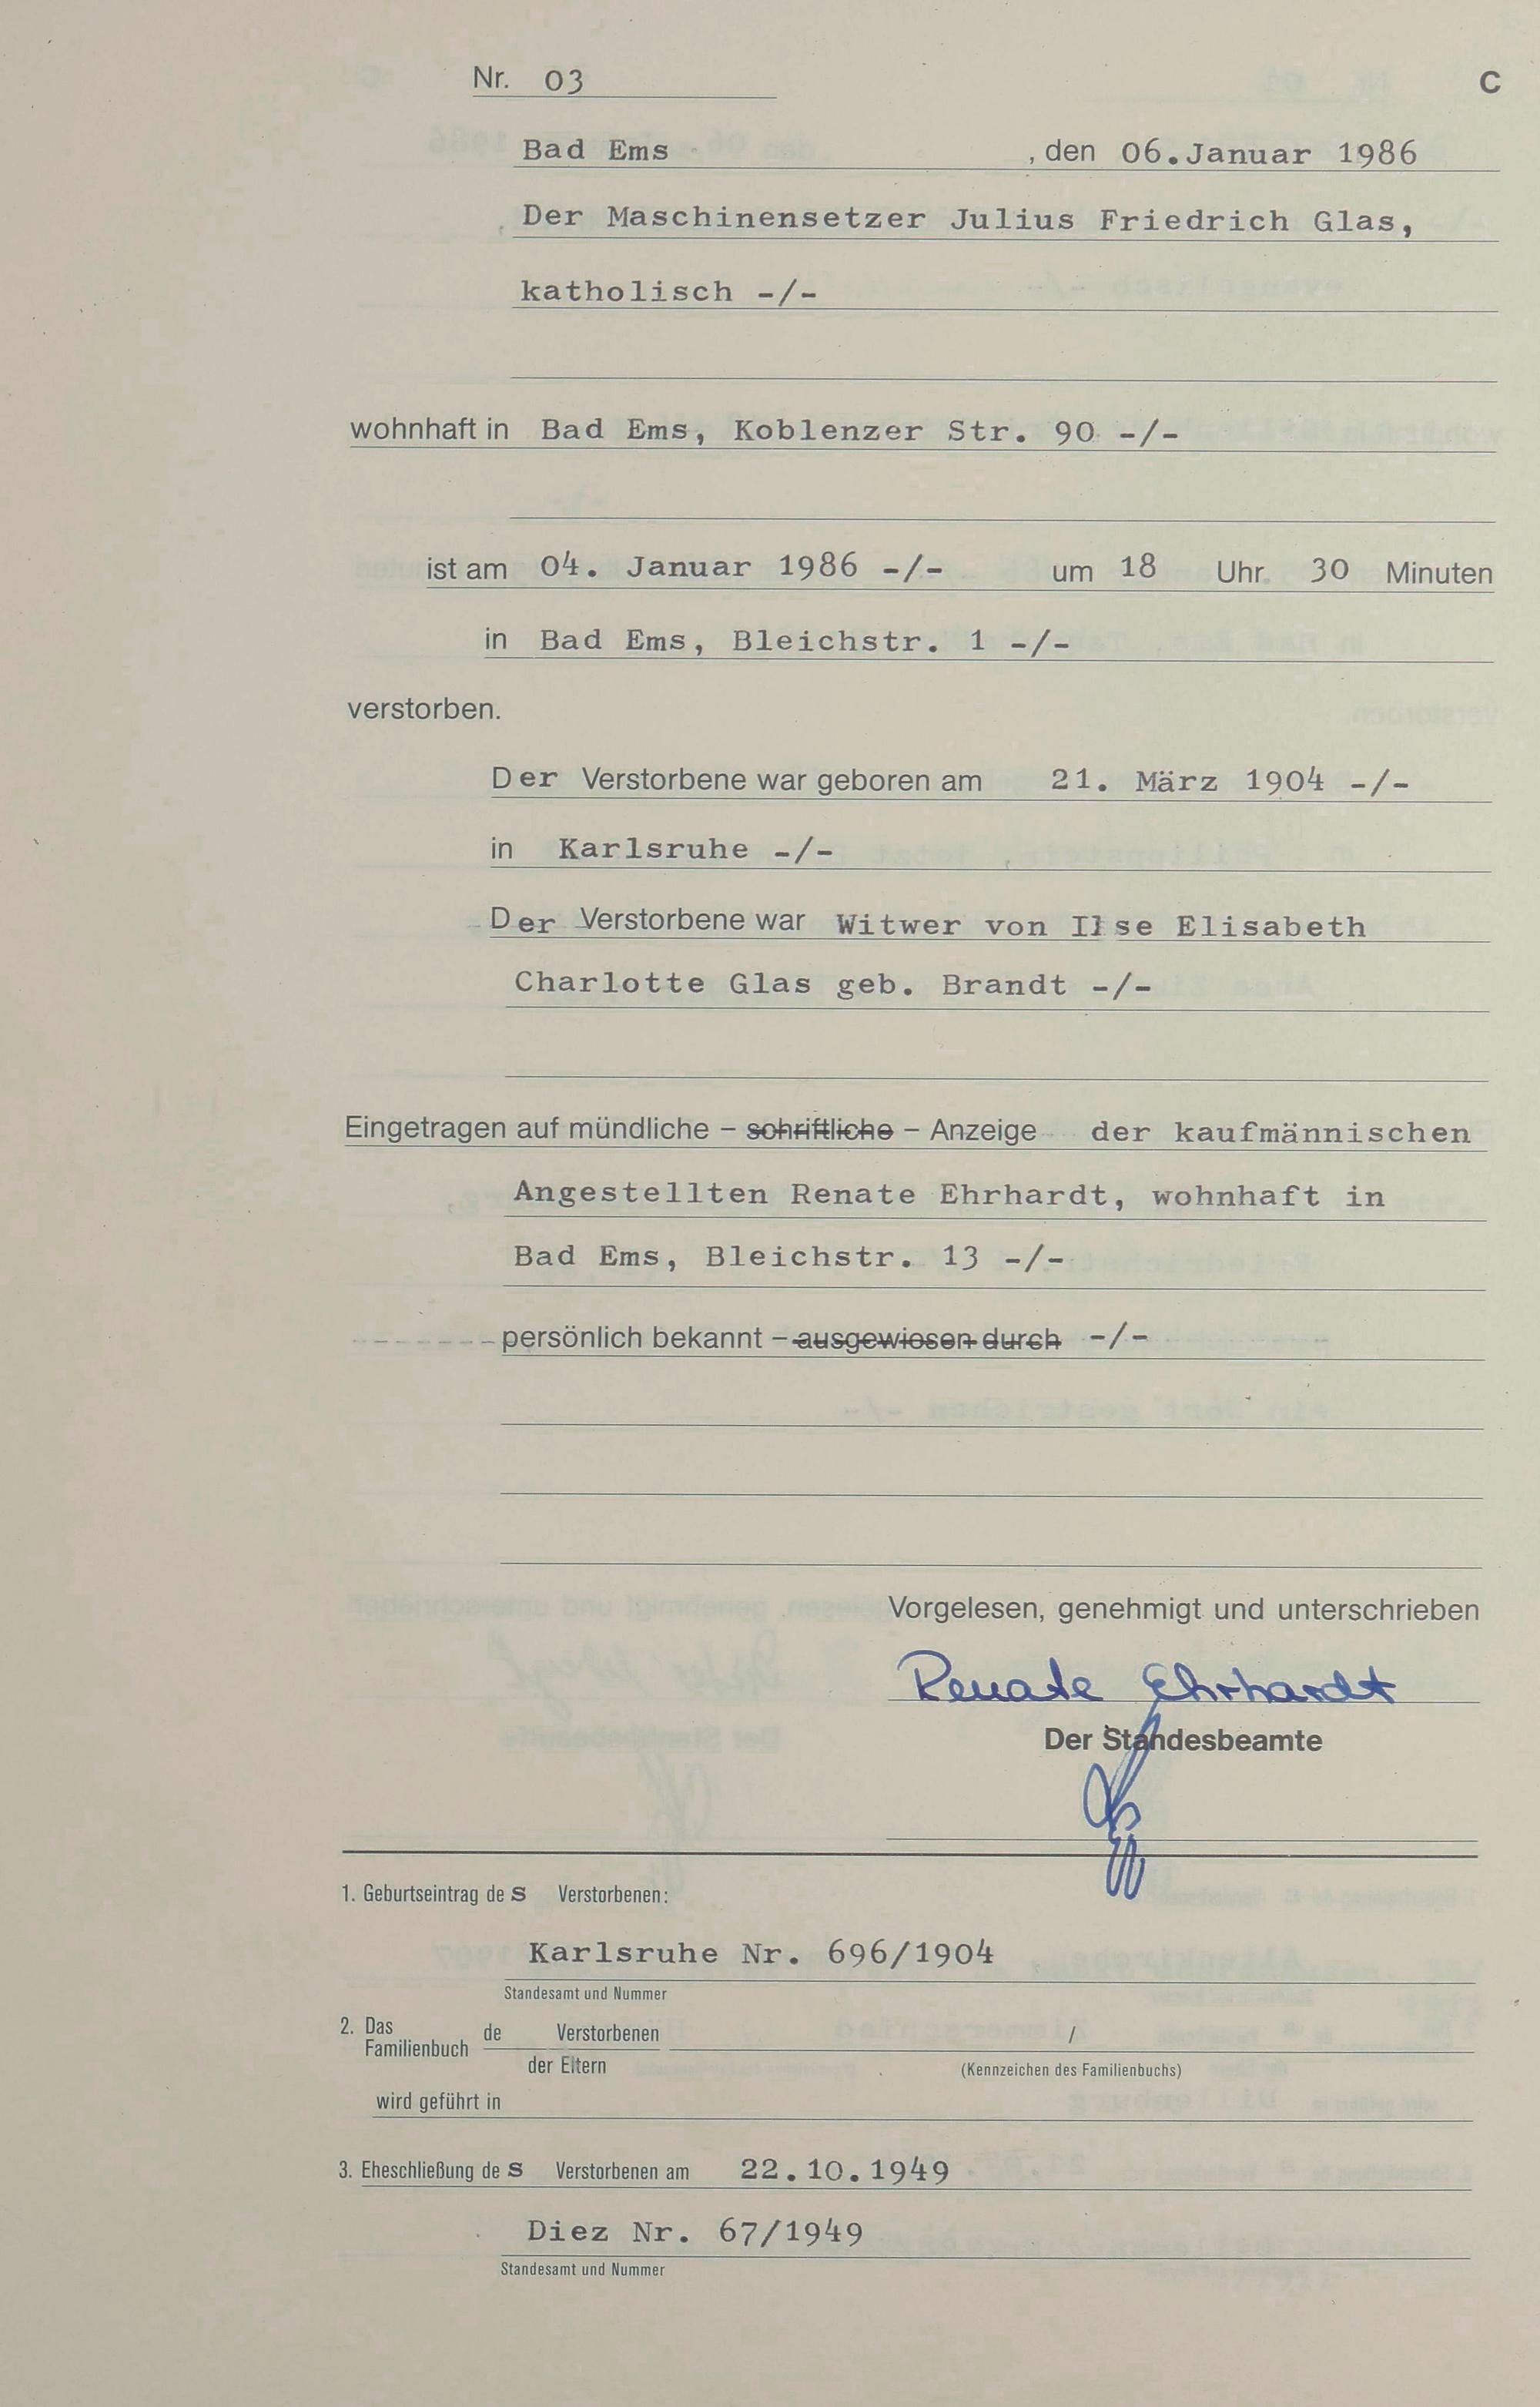 Nr. 03 C
Bad Ems , den 06.Januar 1986
Der Maschinensetzer Julius Friedrich Glas,
katholisch -/-
wohnhaft in Bad Ems, Koblenzer Str. 90 -/-
ist am 04. Januar 1986 -/- um 18 Uhr 30 Minuten
in Bad Ems, Bleichstr. 1 -/-
verstorben.
Der Verstorbene war geboren am 21. März 1904 -/-
in Karlsruhe -/-
Der Verstorbene war Witwer von Ilse Elisabeth
Charlotte Glas geb. Brandt -/-
Eingetragen auf mündliche – schriftliche – Anzeige der kaufmännischen
Angestellten Renate Ehrhardt, wohnhaft in
Bad Ems, Bleichstr. 13 -/-
persönlich bekannt – ausgewiesen durch -/-
Vorgelesen, genehmigt und unterschrieben
Renate Ehrhardt
Der Standesbeamte
1. Geburtseintrag des Verstorbenen:
Karlsruhe Nr. 696/1904
Standesamt und Nummer
2. Das Familienbuch de Verstorbenen /
der Eltern (Kennzeichen des Familienbuchs)
wird geführt in
3. Eheschließung des Verstorbenen am 22.10.1949
Diez Nr. 67/1949
Standesamt und Nummer